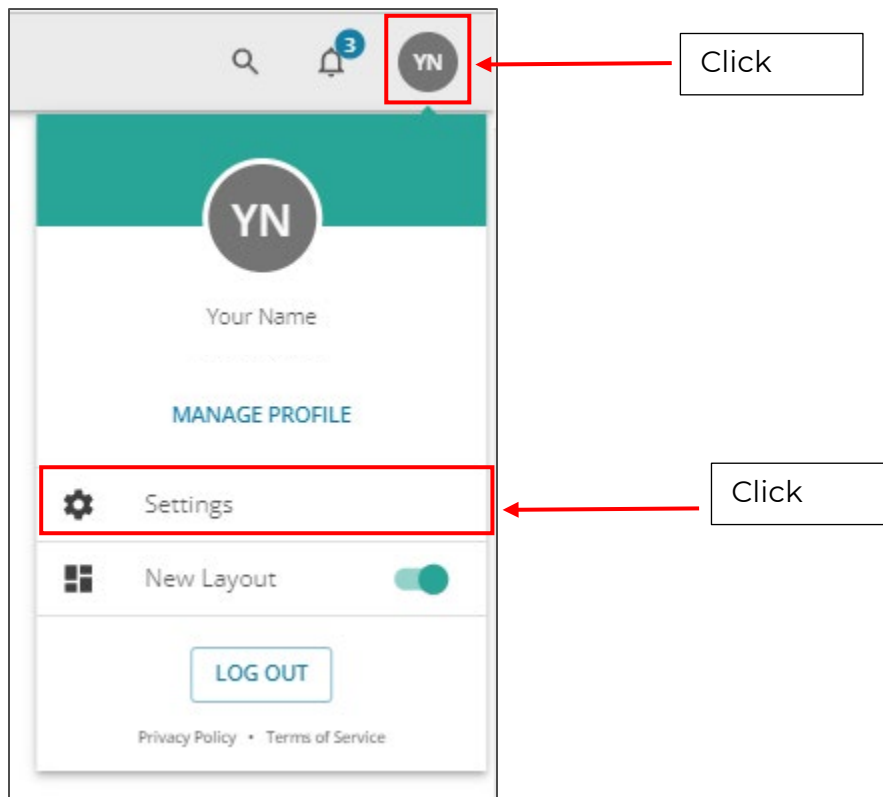 3
YN
Click
YN
Your Name
MANAGE PROFILE
Settings
Click
New Layout
LOG OUT
Privacy Policy • Terms of Service